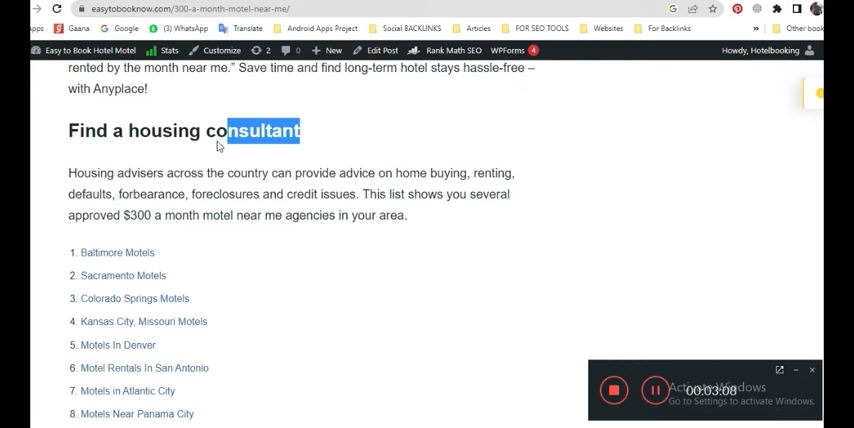 easytobooknow.com/300-a-month-motel-near-me/
Apps Gaana Google (3) WhatsApp Translate Android Apps Project Social BACKLINKS Articles FOR SEO TOOLS Websites For Backlinks » Other book
Easy to Book Hotel Motel Stats Customize 2 0 New Edit Post Rank Math SEO WPForms 4 Howdy, Hotelbooking
rented by the month near me.” Save time and find long-term hotel stays hassle-free –
with Anyplace!
Find a housing consultant
Housing advisers across the country can provide advice on home buying, renting,
defaults, forbearance, foreclosures and credit issues. This list shows you several
approved $300 a month motel near me agencies in your area.
1. Baltimore Motels
2. Sacramento Motels
3. Colorado Springs Motels
4. Kansas City, Missouri Motels
5. Motels In Denver
6. Motel Rentals In San Antonio
7. Motels in Atlantic City
8. Motels Near Panama City
Activate Windows
00:03:08
Go to Settings to activate Windows.